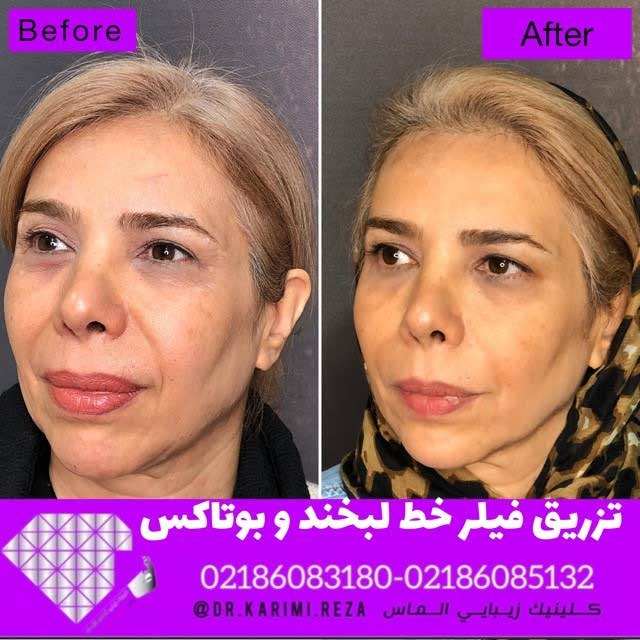 Before
After
تزریق فیلر خط لبخند و بوتاکس
02186083180-02186085132
@DR.KARIMI.REZA کلینیک زیبایی الماس